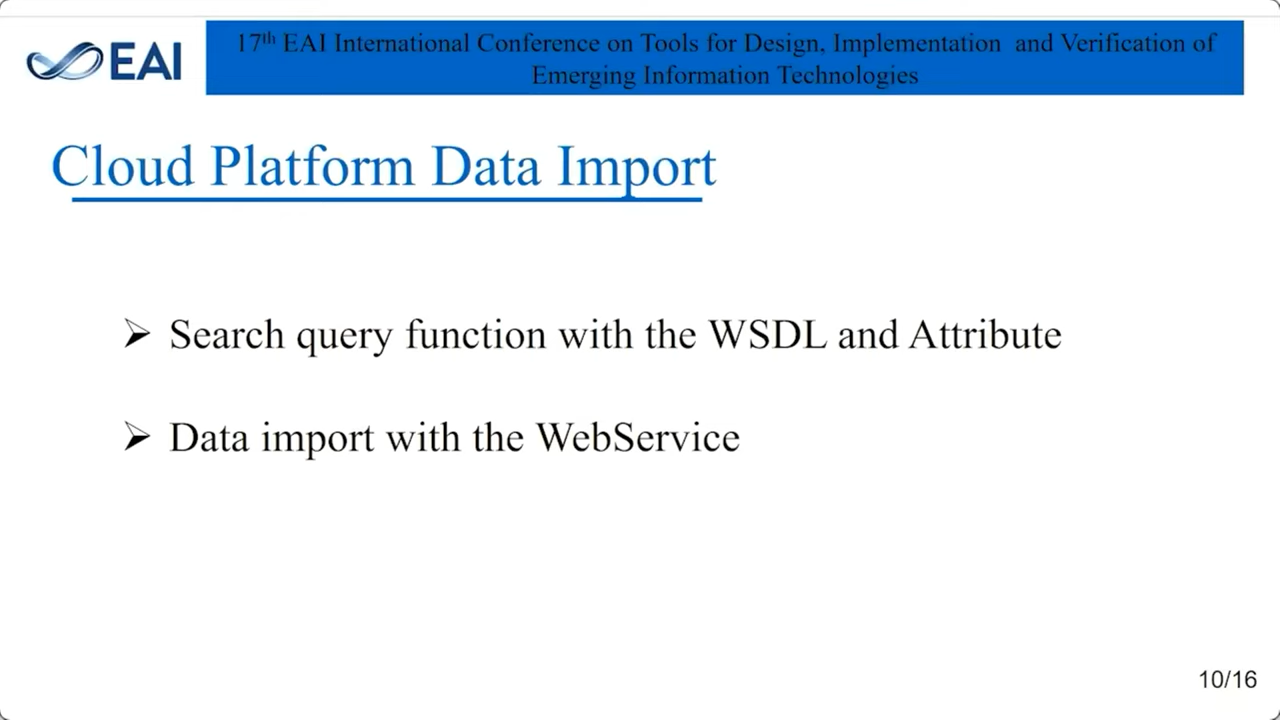 EAI
17th EAI International Conference on Tools for Design, Implementation and Verification of
Emerging Information Technologies
Cloud Platform Data Import
➢ Search query function with the WSDL and Attribute
➢ Data import with the WebService
10/16